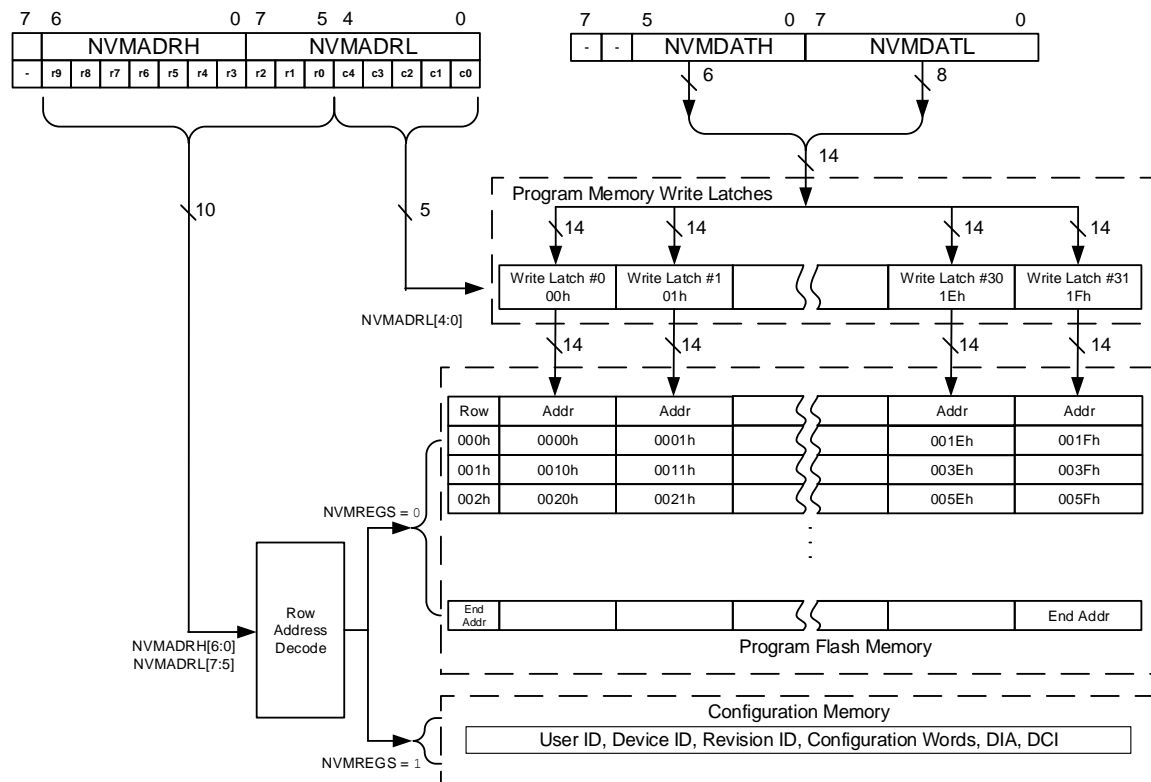 7 6 0 7 5 4 0
7 5 0 7 0
NVMADRH NVMADRL
- - NVMDATH NVMDATL
- r9 r8 r7 r6 r5 r4 r3 r2 r1 r0 c4 c3 c2 c1 c0
6 8
14
Program Memory Write Latches
10 5
14 14 14 14
Write Latch #0 Write Latch #1 Write Latch #30 Write Latch #31
00h 01h 1Eh 1Fh
NVMADRL[4:0]
14 14 14 14
Row Addr Addr Addr Addr
000h 0000h 0001h 001Eh 001Fh
001h 0010h 0011h 003Eh 003Fh
002h 0020h 0021h 005Eh 005Fh
NVMREGS = 0
End
Addr
End Addr
Row
Address
Decode
NVMADRH[6:0]
NVMADRL[7:5]
Program Flash Memory
Configuration Memory
User ID, Device ID, Revision ID, Configuration Words, DIA, DCI
NVMREGS = 1